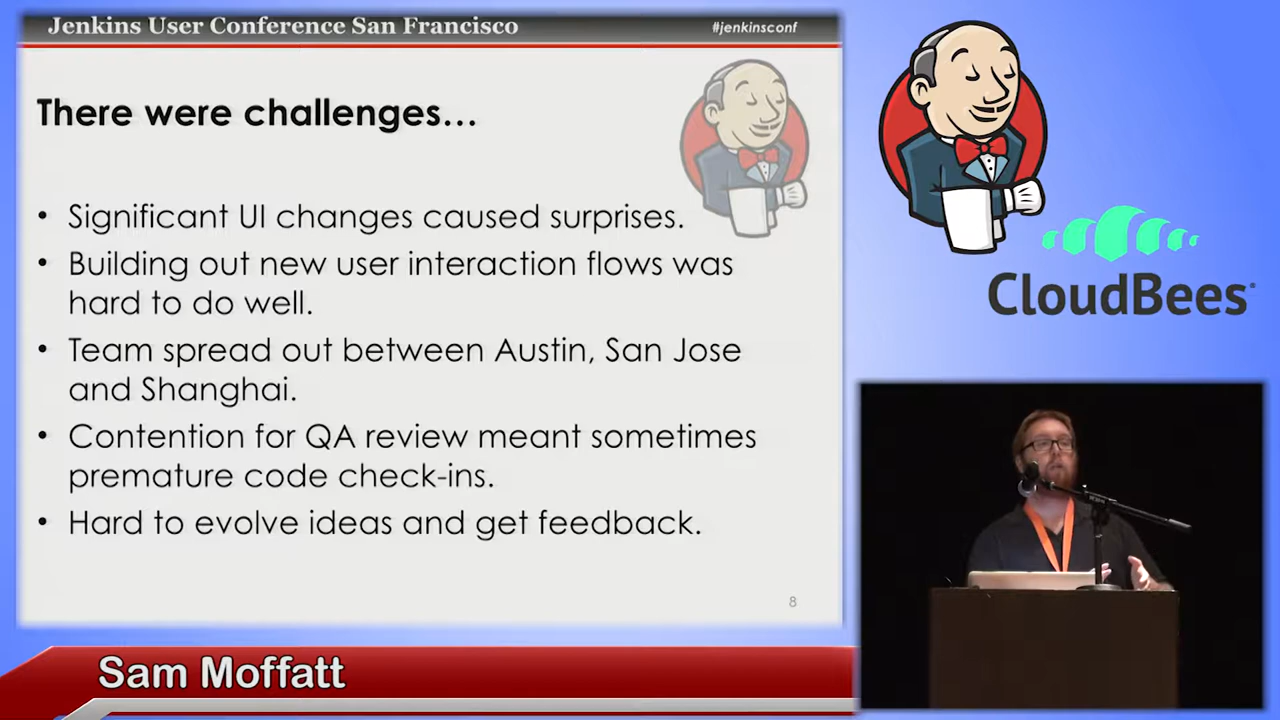 Jenkins User Conference San Francisco
#jenkinsconf
There were challenges…
• Significant UI changes caused surprises.
• Building out new user interaction flows was
hard to do well.
• Team spread out between Austin, San Jose
and Shanghai.
• Contention for QA review meant sometimes
premature code check-ins.
• Hard to evolve ideas and get feedback.
8
CloudBees
Sam Moffatt